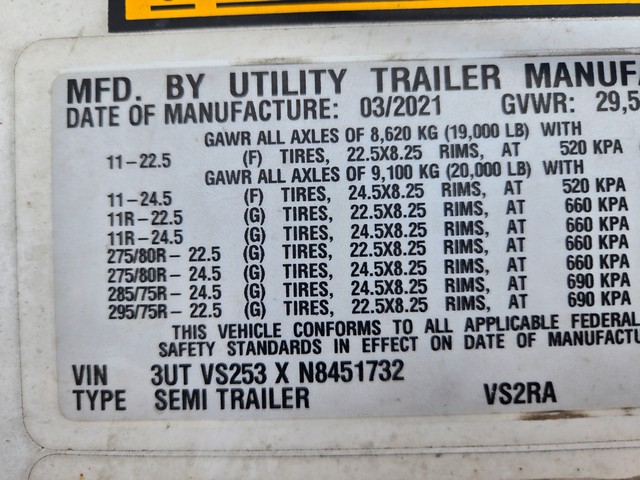 MFD. BY UTILITY TRAILER MANUFA
DATE OF MANUFACTURE: 03/2021 GVWR: 29,5
GAWR ALL AXLES OF 8,620 KG (19,000 LB) WITH
11-22.5 (F) TIRES, 22.5X8.25 RIMS, AT 520 KPA
GAWR ALL AXLES OF 9,100 KG (20,000 LB) WITH
11-24.5 (F) TIRES, 24.5X8.25 RIMS, AT 520 KPA
11R-22.5 (G) TIRES, 22.5X8.25 RIMS, AT 660 KPA
11R-24.5 (G) TIRES, 24.5X8.25 RIMS, AT 660 KPA
275/80R-22.5 (G) TIRES, 22.5X8.25 RIMS, AT 660 KPA
275/80R-24.5 (G) TIRES, 24.5X8.25 RIMS, AT 660 KPA
285/75R-24.5 (G) TIRES, 24.5X8.25 RIMS, AT 690 KPA
295/75R-22.5 (G) TIRES, 22.5X8.25 RIMS, AT 690 KPA
THIS VEHICLE CONFORMS TO ALL APPLICABLE FEDERAL
SAFETY STANDARDS IN EFFECT ON DATE OF MANUFACTU
VIN 3UT VS253 X N8451732
TYPE SEMI TRAILER VS2RA